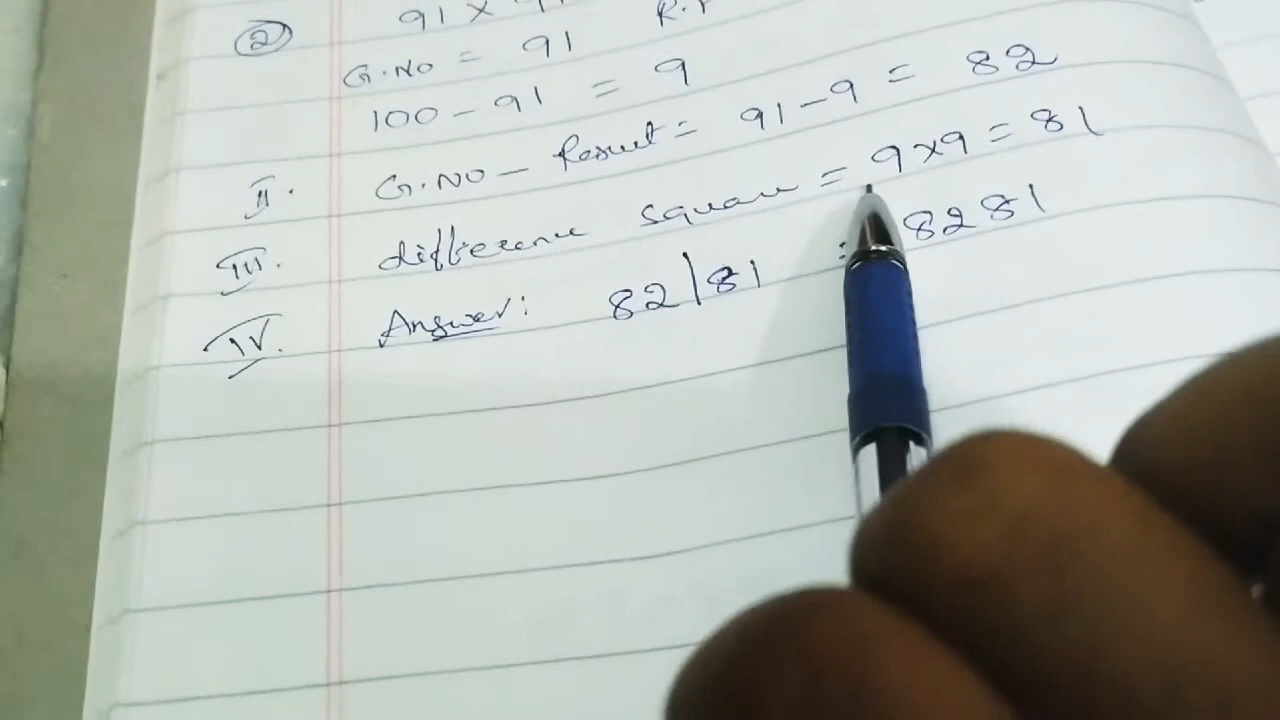 ② 91 ×
G.No = 91
100 - 91 = 9
II. G.No - Result = 91 - 9 = 82
III. difference square = 9 × 9 = 81
IV. Answer: 82/81 : 8281